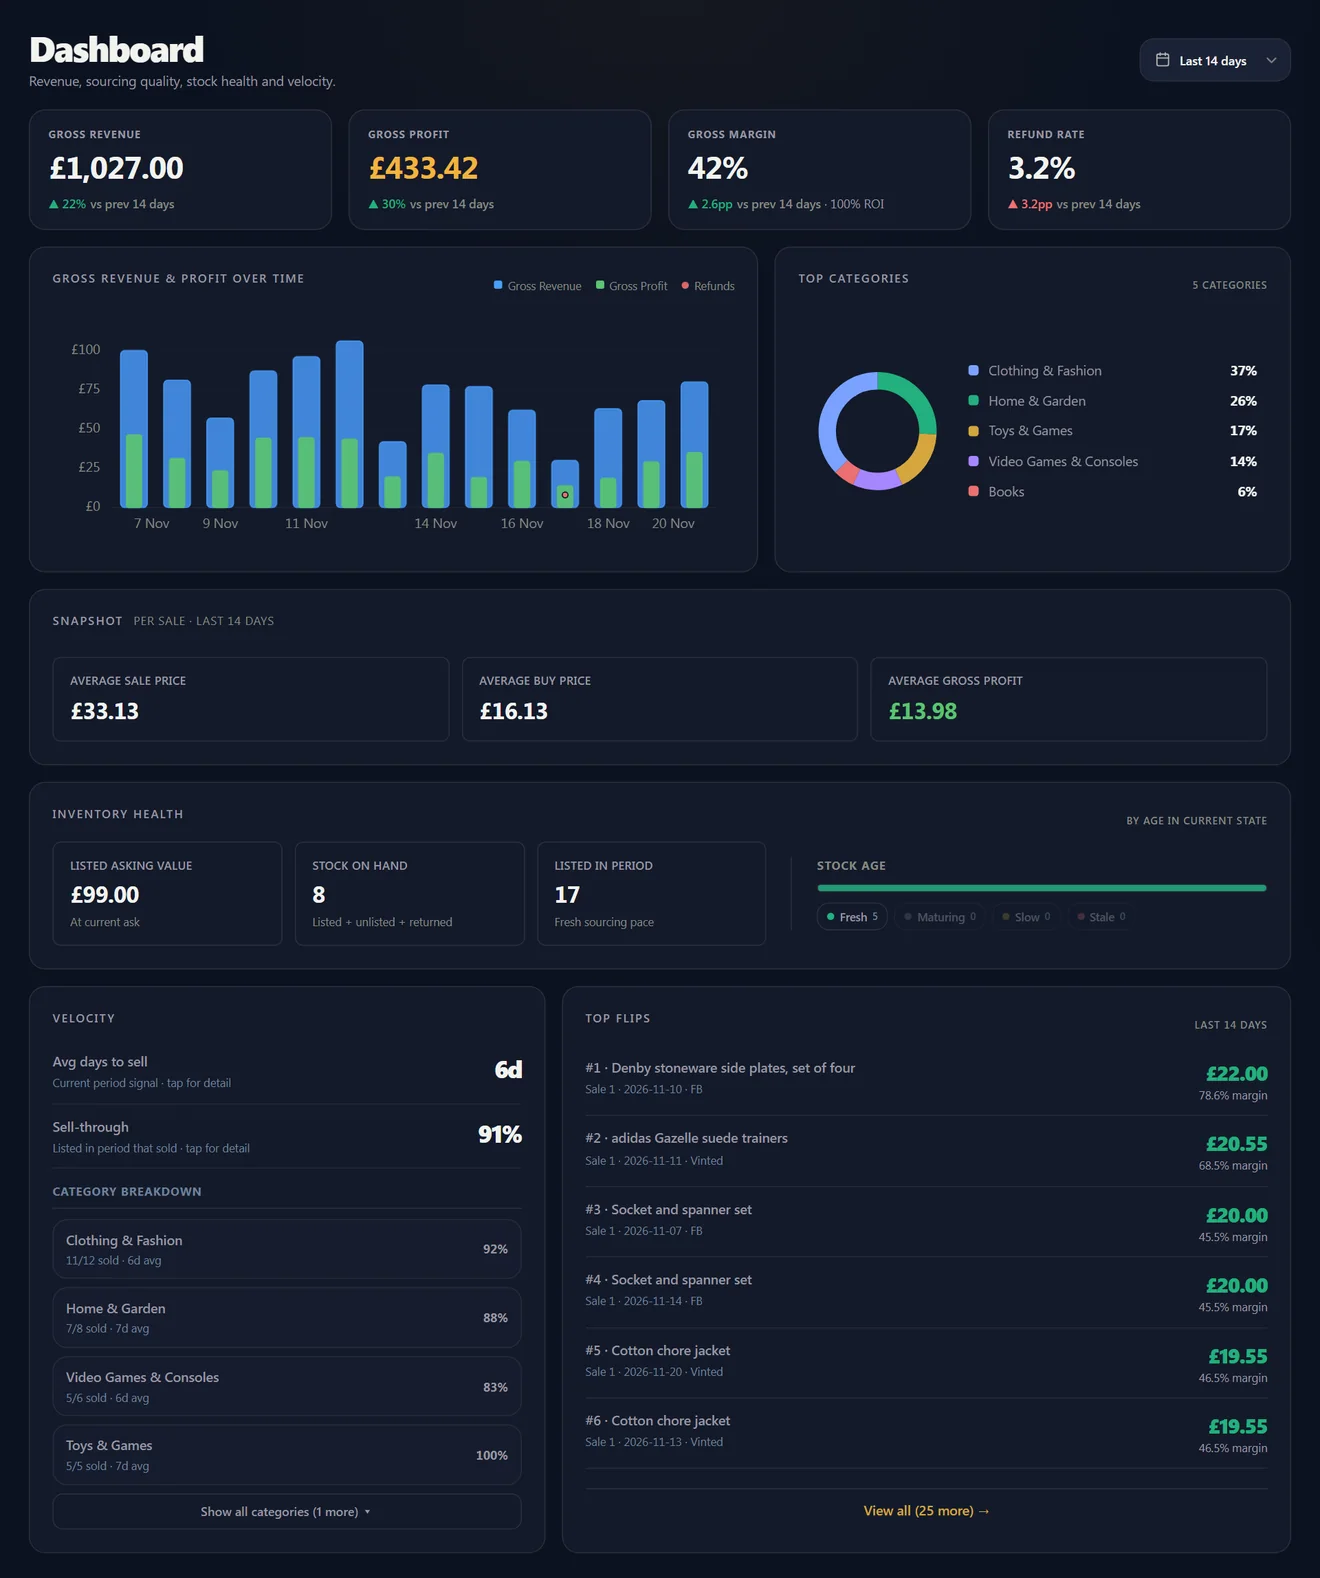 Dashboard
Revenue, sourcing quality, stock health and velocity.
Last 14 days
GROSS REVENUE
£1,027.00
▲ 22% vs prev 14 days
GROSS PROFIT
£433.42
▲ 30% vs prev 14 days
GROSS MARGIN
42%
▲ 2.6pp vs prev 14 days · 100% ROI
REFUND RATE
3.2%
▲ 3.2pp vs prev 14 days
GROSS REVENUE & PROFIT OVER TIME
Gross Revenue Gross Profit Refunds
£100
£75
£50
£25
£0
7 Nov 9 Nov 11 Nov 14 Nov 16 Nov 18 Nov 20 Nov
TOP CATEGORIES
5 CATEGORIES
Clothing & Fashion 37%
Home & Garden 26%
Toys & Games 17%
Video Games & Consoles 14%
Books 6%
SNAPSHOT PER SALE · LAST 14 DAYS
AVERAGE SALE PRICE
£33.13
AVERAGE BUY PRICE
£16.13
AVERAGE GROSS PROFIT
£13.98
INVENTORY HEALTH
BY AGE IN CURRENT STATE
LISTED ASKING VALUE
£99.00
At current ask
STOCK ON HAND
8
Listed + unlisted + returned
LISTED IN PERIOD
17
Fresh sourcing pace
STOCK AGE
Fresh 5 Maturing 0 Slow 0 Stale 0
VELOCITY
Avg days to sell
Current period signal · tap for detail
6d
Sell-through
Listed in period that sold · tap for detail
91%
CATEGORY BREAKDOWN
Clothing & Fashion
11/12 sold · 6d avg
92%
Home & Garden
7/8 sold · 7d avg
88%
Video Games & Consoles
5/6 sold · 6d avg
83%
Toys & Games
5/5 sold · 7d avg
100%
Show all categories (1 more) ▾
TOP FLIPS
LAST 14 DAYS
#1 · Denby stoneware side plates, set of four
Sale 1 · 2026-11-10 · FB
£22.00
78.6% margin
#2 · adidas Gazelle suede trainers
Sale 1 · 2026-11-11 · Vinted
£20.55
68.5% margin
#3 · Socket and spanner set
Sale 1 · 2026-11-07 · FB
£20.00
45.5% margin
#4 · Socket and spanner set
Sale 1 · 2026-11-14 · FB
£20.00
45.5% margin
#5 · Cotton chore jacket
Sale 1 · 2026-11-20 · Vinted
£19.55
46.5% margin
#6 · Cotton chore jacket
Sale 1 · 2026-11-13 · Vinted
£19.55
46.5% margin
View all (25 more) →